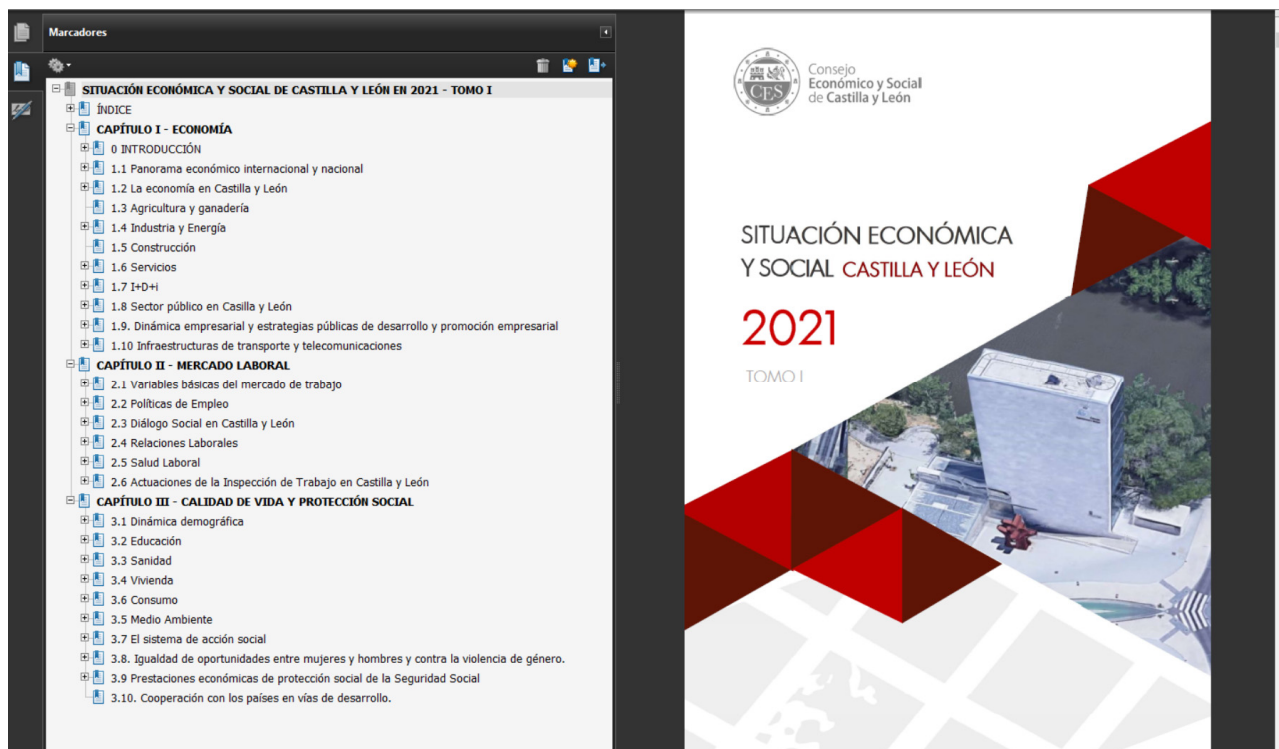 Marcadores
SITUACIÓN ECONÓMICA Y SOCIAL DE CASTILLA Y LEÓN EN 2021 - TOMO I
ÍNDICE
CAPÍTULO I - ECONOMÍA
0 INTRODUCCIÓN
1.1 Panorama económico internacional y nacional
1.2 La economía en Castilla y León
1.3 Agricultura y ganadería
1.4 Industria y Energía
1.5 Construcción
1.6 Servicios
1.7 I+D+i
1.8 Sector público en Casilla y León
1.9. Dinámica empresarial y estrategias públicas de desarrollo y promoción empresarial
1.10 Infraestructuras de transporte y telecomunicaciones
CAPÍTULO II - MERCADO LABORAL
2.1 Variables básicas del mercado de trabajo
2.2 Políticas de Empleo
2.3 Diálogo Social en Castilla y León
2.4 Relaciones Laborales
2.5 Salud Laboral
2.6 Actuaciones de la Inspección de Trabajo en Castilla y León
CAPÍTULO III - CALIDAD DE VIDA Y PROTECCIÓN SOCIAL
3.1 Dinámica demográfica
3.2 Educación
3.3 Sanidad
3.4 Vivienda
3.6 Consumo
3.5 Medio Ambiente
3.7 El sistema de acción social
3.8. Igualdad de oportunidades entre mujeres y hombres y contra la violencia de género.
3.9 Prestaciones económicas de protección social de la Seguridad Social
3.10. Cooperación con los países en vías de desarrollo.
CES
Consejo
Económico y Social
de Castilla y León
SITUACIÓN ECONÓMICA
Y SOCIAL CASTILLA Y LEÓN
2021
TOMO I